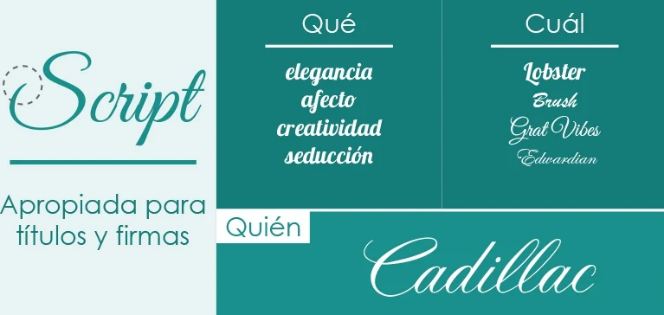 Script
Apropiada para
títulos y firmas
Qué
elegancia
afecto
creatividad
seducción
Cuál
Lobster
Brush
Grat Vibes
Edwardian
Quién
Cadillac